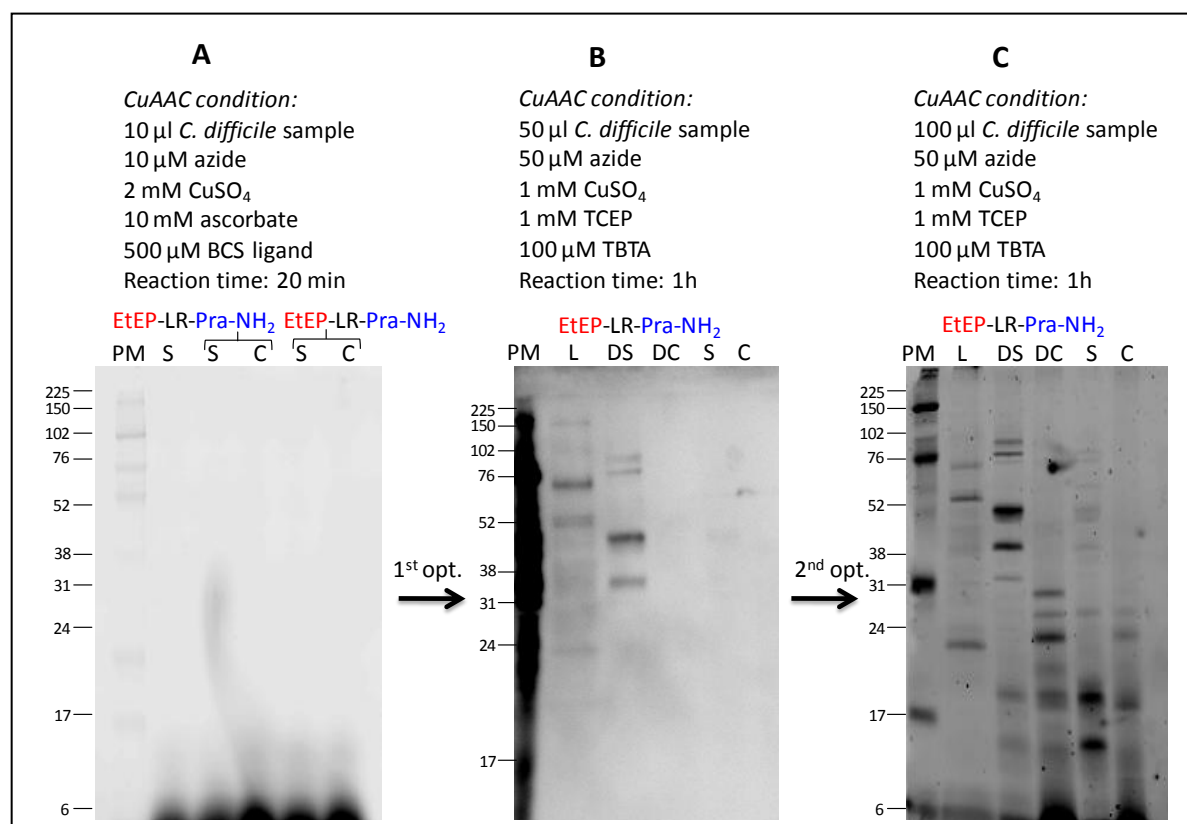 A
CuAAC condition:
10 µl C. difficile sample
10 µM azide
2 mM CuSO₄
10 mM ascorbate
500 µM BCS ligand
Reaction time: 20 min
EtEP-LR-Pra-NH₂ EtEP-LR-Pra-NH₂
PM S S C S C
225
150
102
76
52
38
31
24
17
6
1st opt.
B
CuAAC condition:
50 µl C. difficile sample
50 µM azide
1 mM CuSO₄
1 mM TCEP
100 µM TBTA
Reaction time: 1h
EtEP-LR-Pra-NH₂
PM L DS DC S C
225
150
102
76
52
38
31
24
17
2nd opt.
C
CuAAC condition:
100 µl C. difficile sample
50 µM azide
1 mM CuSO₄
1 mM TCEP
100 µM TBTA
Reaction time: 1h
EtEP-LR-Pra-NH₂
PM L DS DC S C
225
150
102
76
52
38
31
24
17
6